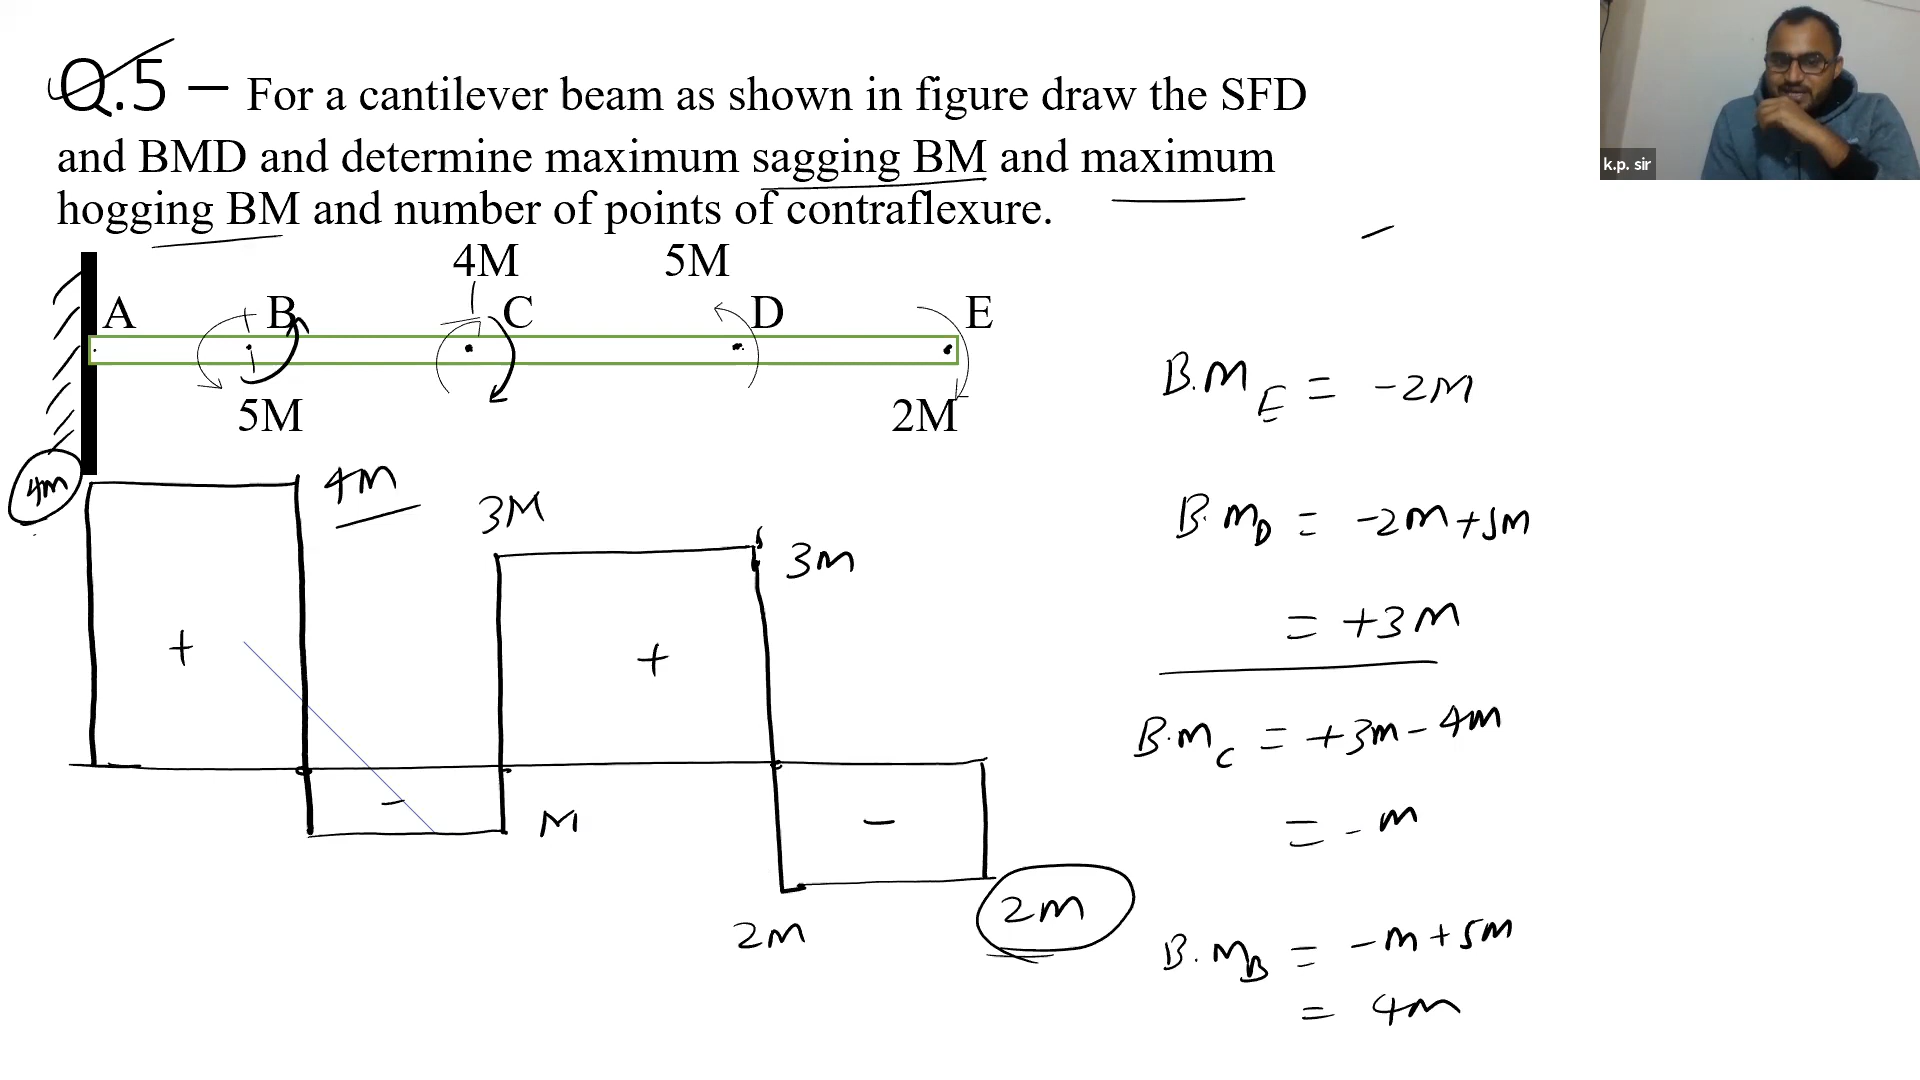 Q.5 – For a cantilever beam as shown in figure draw the SFD
and BMD and determine maximum sagging BM and maximum
hogging BM and number of points of contraflexure.
4M 5M
A B C D E
5M 2M
4m 4M
3M 3m
+ +
- M -
2m 2m
B.M_E = -2M
B.M_D = -2M+5M
= +3M
B.M_C = +3m-4m
= -m
B.M_B = -m+5m
= 4m
k.p. sir